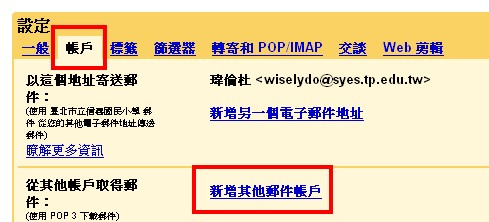 設定
一般 帳戶 標籤 篩選器 轉寄和 POP/IMAP 交談 Web 剪輯
以這個地址寄送郵
件：
(使用 臺北市立信義國民小學 郵
件 從您的其他電子郵件地址傳送
郵件)
瞭解更多資訊
瑋倫杜 <wiselydo@syes.tp.edu.tw>
新增另一個電子郵件地址
從其他帳戶取得郵
件：
(使用 POP 3 下載郵件)
新增其他郵件帳戶